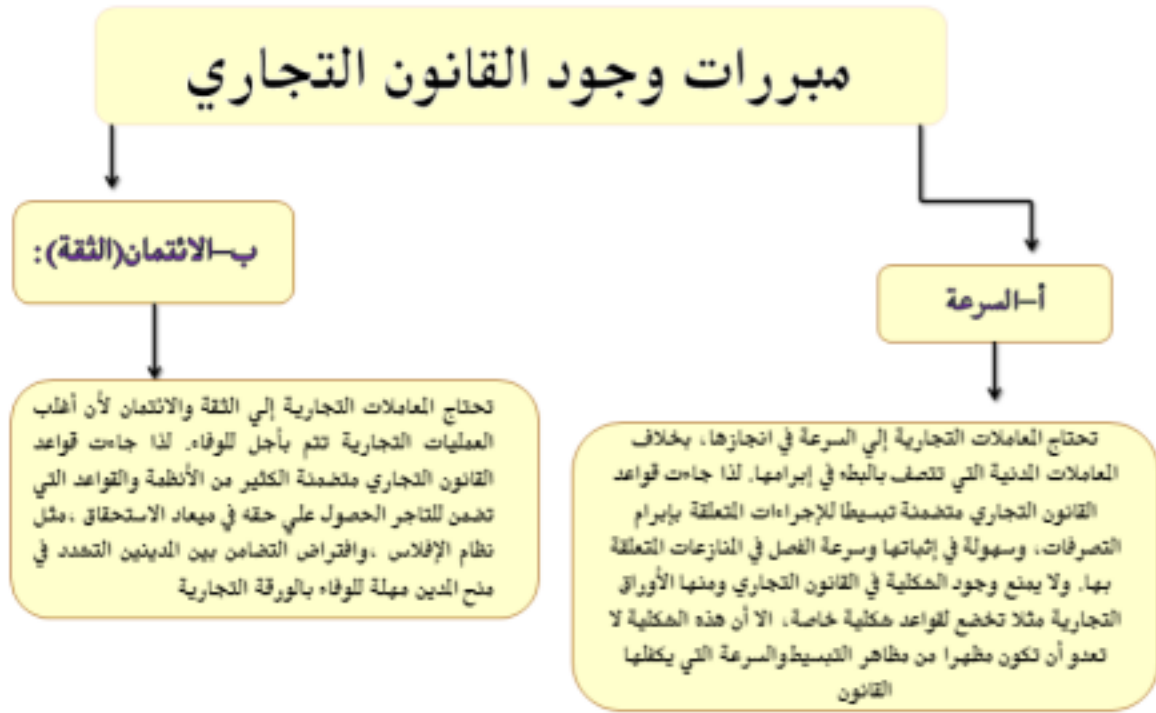 مبررات وجود القانون التجاري
أ–السرعة
تحتاج المعاملات التجارية إلي السرعة في انجازها، بخلاف
المعاملات المدنية التي تتصف بالبطء في إبرامها. لذا جاءت قواعد
القانون التجاري متضمنة تبسيطا للإجراءات المتعلقة بإبرام
التصرفات، وسهولة في إثباتها وسرعة الفصل في المنازعات المتعلقة
بها. ولا يمنع وجود الشكلية في القانون التجاري ومنها الأوراق
التجارية مثلا تخضع لقواعد شكلية خاصة، الا أن هذه الشكلية لا
تعدو أن تكون مظهرا من مظاهر التبسيط والسرعة التي يكفلها
القانون
ب–الائتمان(الثقة):
تحتاج المعاملات التجارية إلي الثقة والائتمان لأن أغلب
العمليات التجارية تتم بأجل للوفاء. لذا جاءت قواعد
القانون التجاري متضمنة الكثير من الأنظمة والقواعد التي
تضمن للتاجر الحصول علي حقه في ميعاد الاستحقاق ،مثل
نظام الإفلاس ،وافتراض التضامن بين المدينين التشدد في
منح المدين مهلة للوفاء بالورقة التجارية